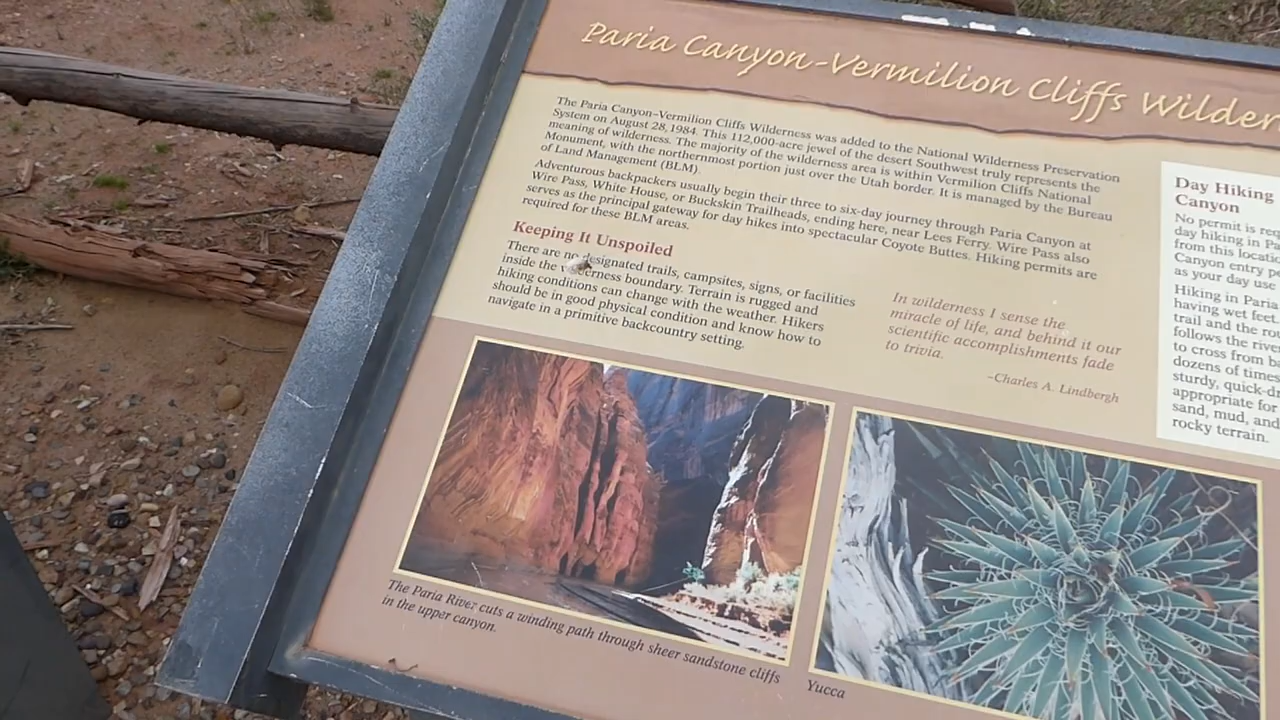 Paria Canyon-Vermilion Cliffs
The Paria Canyon-Vermilion Cliffs Wilderness was added to the National Wilderness Preservation
System on August 28, 1984. This 112,000-acre jewel of the desert Southwest truly represents the
meaning of wilderness. The majority of the wilderness area is within Vermilion Cliffs National
Monument, with the northernmost portion just over the Utah border. It is managed by the Bureau
of Land Management (BLM).
Adventurous backpackers usually begin their three to six-day journey through Paria Canyon at
Wire Pass, White House, or Buckskin Trailheads, ending here, near Lees Ferry. Wire Pass also
serves as the principal gateway for day hikes into spectacular Coyote Buttes. Hiking permits are
required for these BLM areas.
Keeping It Unspoiled
There are no designated trails, campsites, signs, or facilities
inside the wilderness boundary. Terrain is rugged and
hiking conditions can change with the weather. Hikers
should be in good physical condition and know how to
navigate in a primitive backcountry setting.
In wilderness I sense the
miracle of life, and behind it our
scientific accomplishments fade
to trivia.
–Charles A. Lindbergh
Day Hiking
Canyon
No permit is
day hiking in
from this
Canyon entry
as your day use
Hiking in Paria
having wet feet
trail and the
follows the
to cross from
dozens of times
sturdy,
appropriate for
sand, mud, and
rocky terrain.
The Paria River cuts a winding path through sheer sandstone cliffs
in the upper canyon.
Yucca